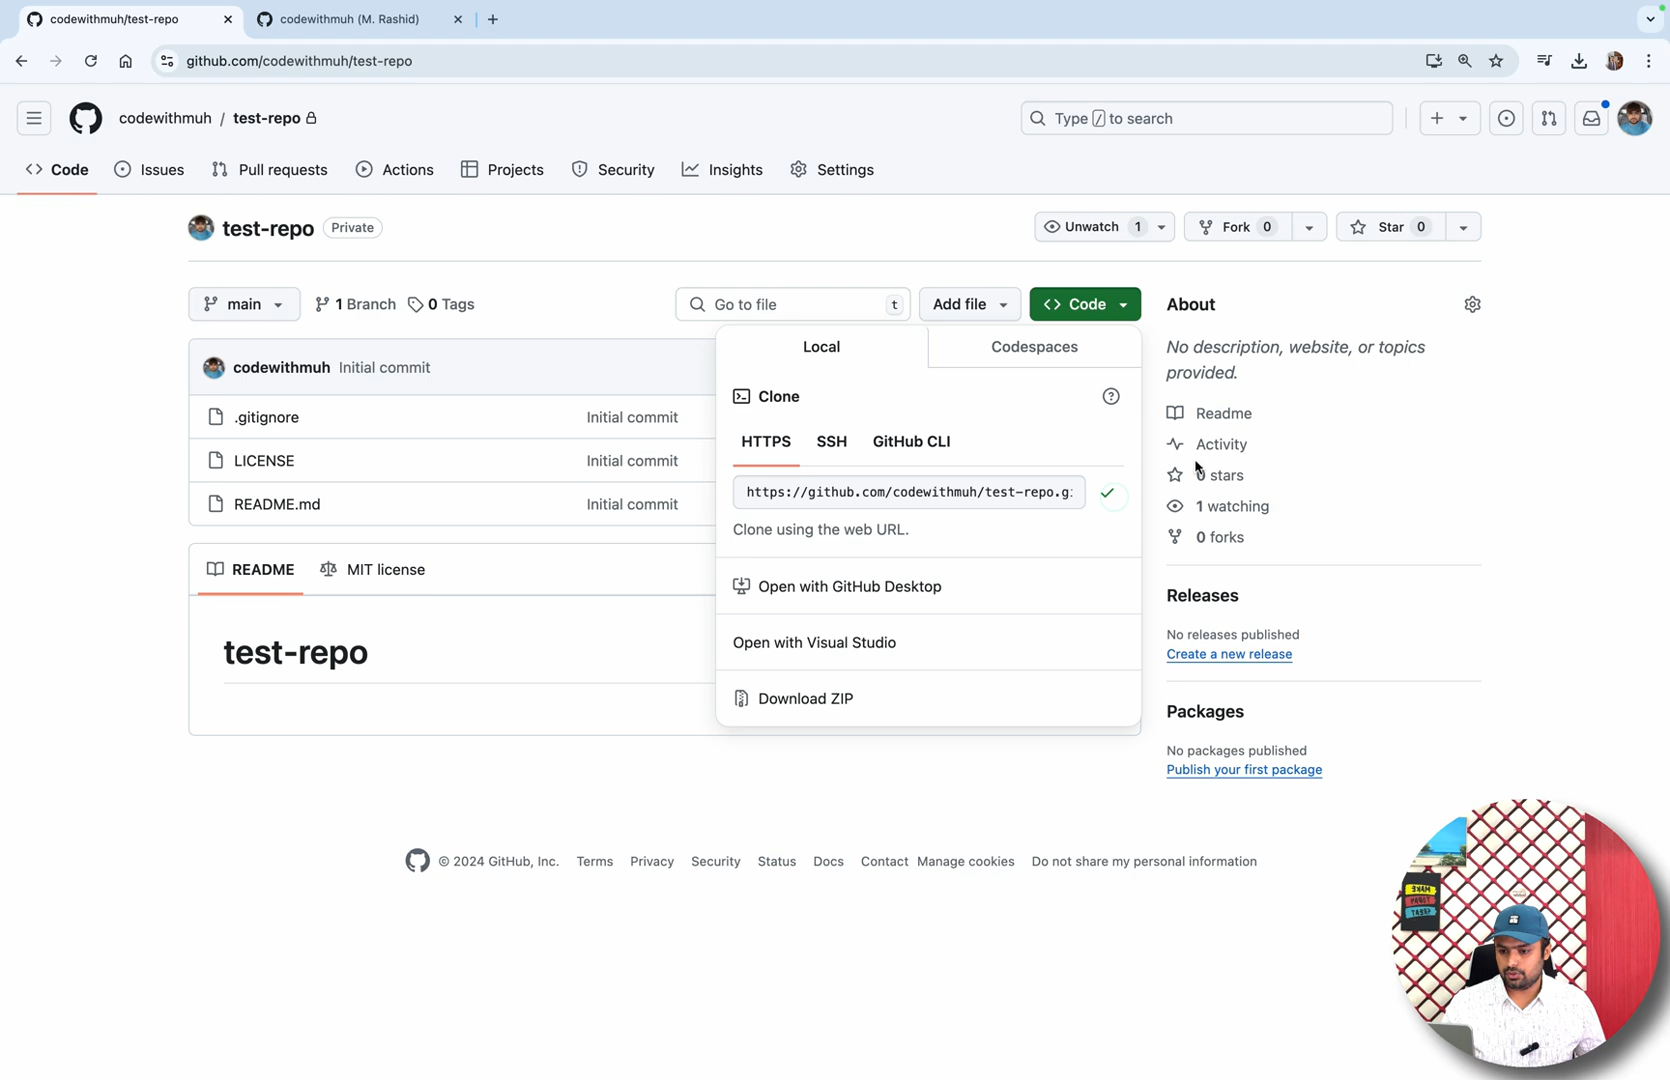 codewithmuh/test-repo
codewithmuh (M. Rashid)
github.com/codewithmuh/test-repo
codewithmuh / test-repo
Type / to search
Code
Issues
Pull requests
Actions
Projects
Security
Insights
Settings
test-repo Private
Unwatch 1
Fork 0
Star 0
main
1 Branch
0 Tags
Go to file t
Add file
Code
codewithmuh Initial commit
.gitignore Initial commit
LICENSE Initial commit
README.md Initial commit
README
MIT license
test-repo
Local
Codespaces
Clone
HTTPS
SSH
GitHub CLI
https://github.com/codewithmuh/test-repo.g
Clone using the web URL.
Open with GitHub Desktop
Open with Visual Studio
Download ZIP
About
No description, website, or topics
provided.
Readme
Activity
0 stars
1 watching
0 forks
Releases
No releases published
Create a new release
Packages
No packages published
Publish your first package
© 2024 GitHub, Inc.
Terms
Privacy
Security
Status
Docs
Contact
Manage cookies
Do not share my personal information